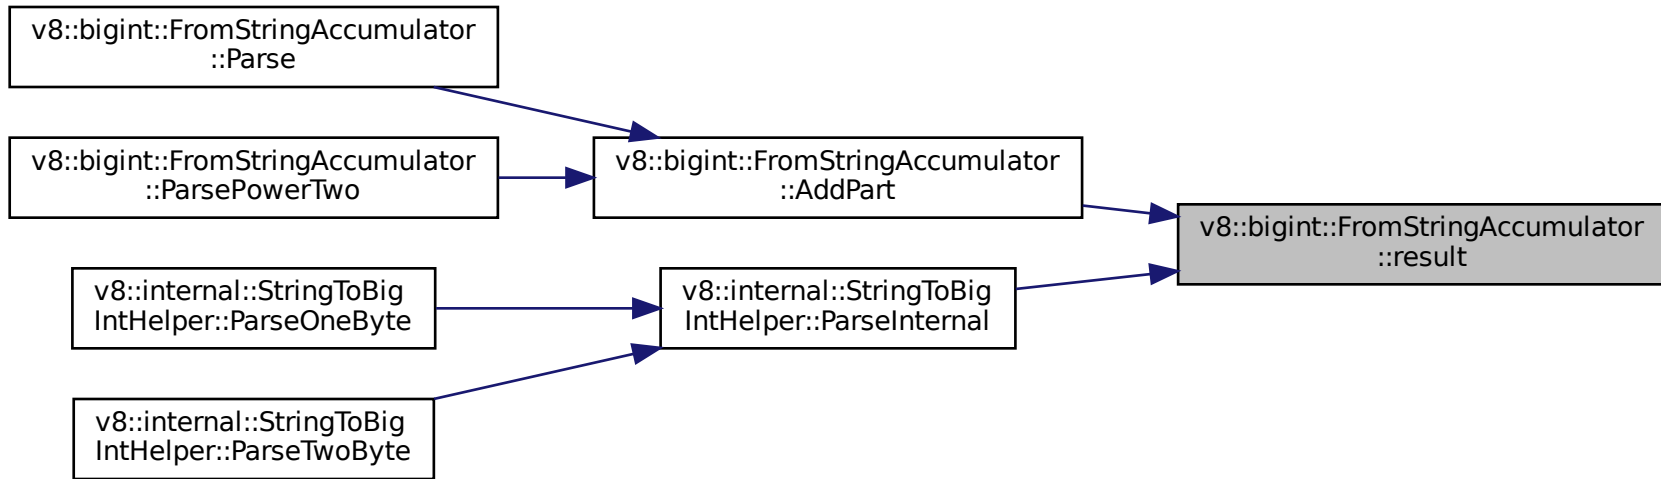 v8::bigint::FromStringAccumulator
::Parse
v8::bigint::FromStringAccumulator
::ParsePowerTwo
v8::bigint::FromStringAccumulator
::AddPart
v8::bigint::FromStringAccumulator
::result
v8::internal::StringToBig
IntHelper::ParseOneByte
v8::internal::StringToBig
IntHelper::ParseInternal
v8::internal::StringToBig
IntHelper::ParseTwoByte